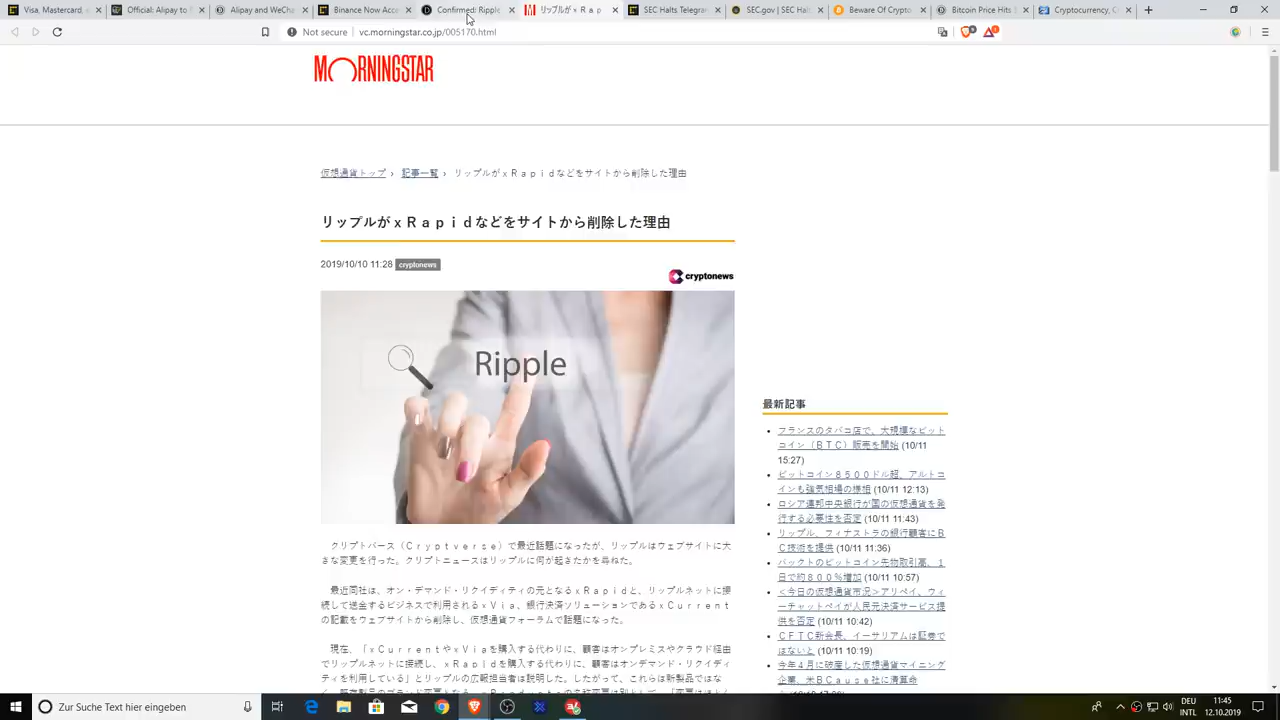 Visa, Mastercard,
Official: Alipay to B
Alipay and WeCha
Binance Now Acce
Confirmed: Ripple
リップルがｘＲａｐ
SEC Halts Telegra
SEC.gov | SEC Halt
Beware Of Crypto
Bitcoin Price Hits
Cryptocurrency, C
Not secure vc.morningstar.co.jp/005170.html
MORNINGSTAR
仮想通貨トップ › 記事一覧 › リップルがｘＲａｐｉｄなどをサイトから削除した理由
リップルがｘＲａｐｉｄなどをサイトから削除した理由
2019/10/10 11:28 cryptonews
cryptonews
Ripple
クリプトバース（Ｃｒｙｐｔｖｅｒｓｅ）で最近話題になったが、リップルはウェブサイトに大
きな変更を行った。クリプトニュースはリップルに何が起きたかを尋ねた。
最近同社は、オン・デマンド・リクイディティの元となるｘＲａｐｉｄと、リップルネットに接
続して送金するビジネスで利用されるｘＶｉａ、銀行決済ソリューションであるｘＣｕｒｒｅｎｔ
の記載をウェブサイトから削除し、仮想通貨フォーラムで話題になった。
現在、「ｘＣｕｒｒｅｎｔやｘＶｉａを購入する代わりに、顧客はオンプレミスやクラウド経由
でリップルネットに接続し、ｘＲａｐｉｄを購入する代わりに、顧客はオンデマンド・リクイディ
ティを利用している」とリップルの広報担当者は説明した。したがって、これらは新製品ではな
最新記事
フランスのタバコ店で、大規模なビット
コイン（ＢＴＣ）販売を開始 (10/11
15:27)
ビットコイン８５００ドル超、アルトコ
インも強気相場の様相 (10/11 12:13)
ロシア連邦中央銀行が国の仮想通貨を発
行する必要性を否定 (10/11 11:43)
リップル、フィナストラの銀行顧客にＢ
Ｃ技術を提供 (10/11 11:36)
バックトのビットコイン先物取引高、１
日で約８００％増加 (10/11 10:57)
＜今日の仮想通貨市況＞アリペイ、ウィ
ーチャットペイが人民元決済サービス提
供を否定 (10/11 10:42)
ＣＦＴＣ新会長、イーサリアムは証券で
はないと (10/11 10:19)
今年４月に破産した仮想通貨マイニング
企業、米ＢＣａｕｓｅ社に清算命
Zur Suche Text hier eingeben
DEU
INTL
11:45
12.10.2019